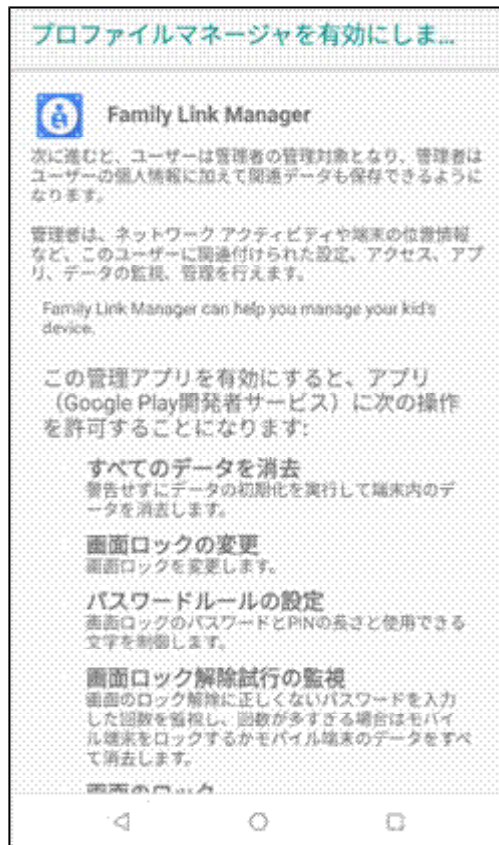 プロファイルマネージャを有効にしま...
Family Link Manager
次に進むと、ユーザーは管理者の管理対象となり、管理者は
ユーザーの個人情報に加えて関連データも保存できるように
なります。
管理者は、ネットワーク アクティビティや端末の位置情報
など、このユーザーに関連付けられた設定、アクセス、アプ
リ、データの監視、管理を行えます。
Family Link Manager can help you manage your kid's
device.
この管理アプリを有効にすると、アプリ
（Google Play開発者サービス）に次の操作
を許可することになります:
すべてのデータを消去
警告せずにデータの初期化を実行して端末内のデ
ータを消去します。
画面ロックの変更
画面ロックを変更します。
パスワードルールの設定
画面ロックのパスワードとPINの長さと使用できる
文字を制御します。
画面ロック解除試行の監視
画面のロック解除に正しくないパスワードを入力
した回数を監視し、回数が多すぎる場合はモバイ
ル端末をロックするかモバイル端末のデータをすべ
て消去します。
画面のロック